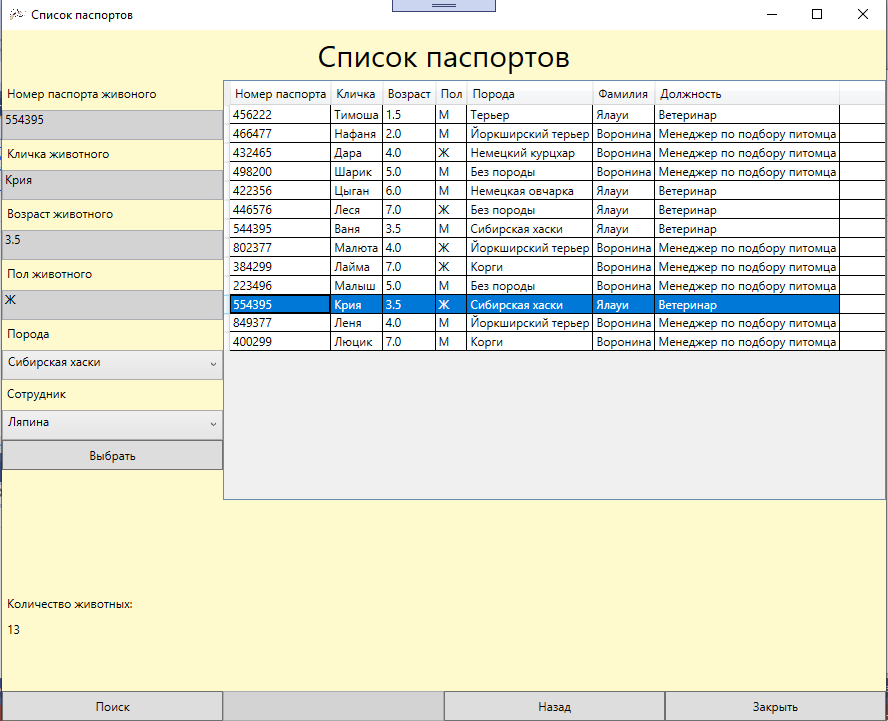 Список паспортов
Список паспортов
Номер паспорта живоного
554395
Кличка животного
Крия
Возраст животного
3.5
Пол животного
Ж
Порода
Сибирская хаски
Сотрудник
Ляпина
Выбрать
Количество животных:
13
Номер паспорта Кличка Возраст Пол Порода Фамилия Должность
456222 Тимоша 1.5 М Терьер Ялауи Ветеринар
466477 Нафаня 2.0 М Йоркширский терьер Воронина Менеджер по подбору питомца
432465 Дара 4.0 Ж Немецкий курцхар Воронина Менеджер по подбору питомца
498200 Шарик 5.0 М Без породы Воронина Менеджер по подбору питомца
422356 Цыган 6.0 М Немецкая овчарка Ялауи Ветеринар
446576 Леся 7.0 Ж Без породы Ялауи Ветеринар
544395 Ваня 3.5 М Сибирская хаски Ялауи Ветеринар
802377 Малюта 4.0 Ж Йоркширский терьер Воронина Менеджер по подбору питомца
384299 Лайма 7.0 Ж Корги Воронина Менеджер по подбору питомца
223496 Малыш 5.0 М Без породы Воронина Менеджер по подбору питомца
554395 Крия 3.5 Ж Сибирская хаски Ялауи Ветеринар
849377 Леня 4.0 М Йоркширский терьер Воронина Менеджер по подбору питомца
400299 Люцик 7.0 М Корги Воронина Менеджер по подбору питомца
Поиск Назад Закрыть